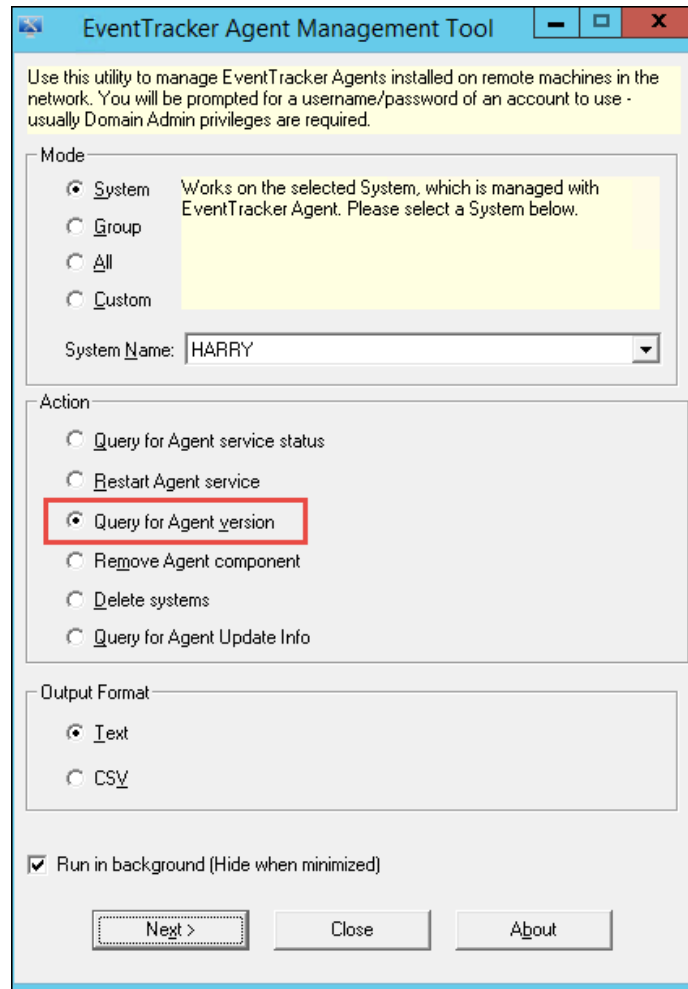 EventTracker Agent Management Tool
Use this utility to manage EventTracker Agents installed on remote machines in the
network. You will be prompted for a username/password of an account to use -
usually Domain Admin privileges are required.
Mode
System
Works on the selected System, which is managed with
EventTracker Agent. Please select a System below.
Group
All
Custom
System Name: HARRY
Action
Query for Agent service status
Restart Agent service
Query for Agent version
Remove Agent component
Delete systems
Query for Agent Update Info
Output Format
Text
CSV
Run in background (Hide when minimized)
Next > Close About